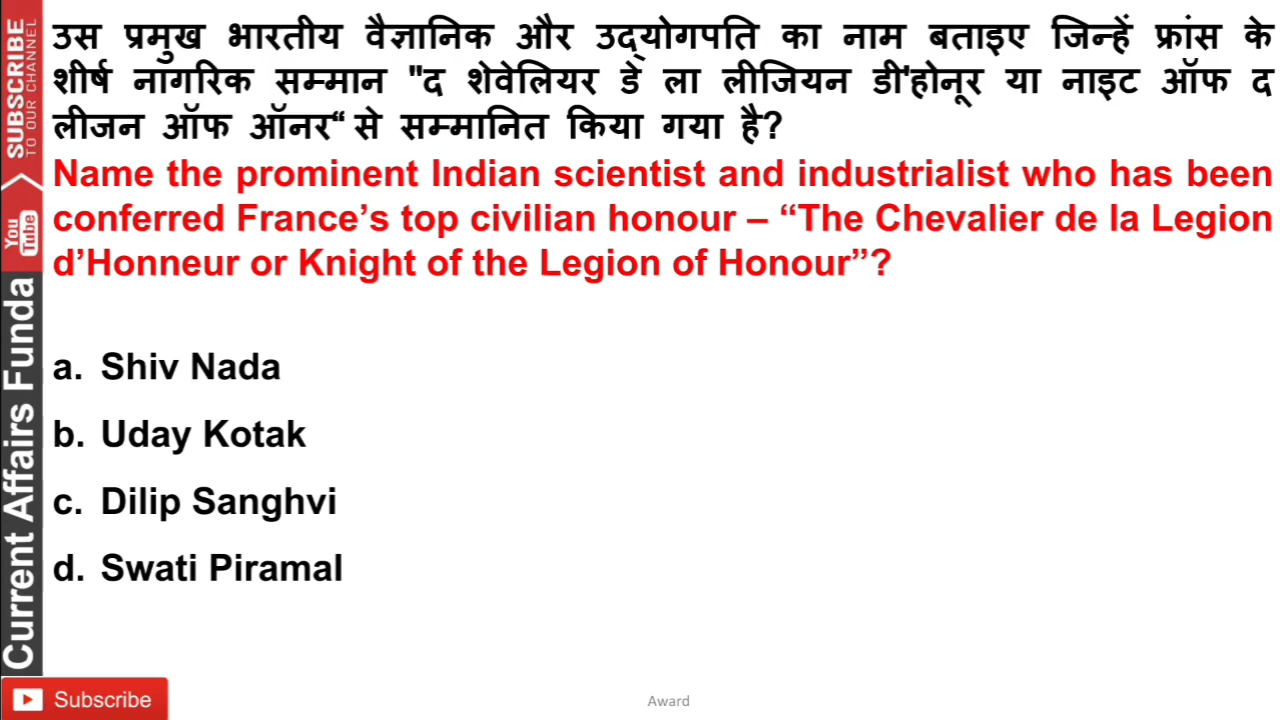 उस प्रमुख भारतीय वैज्ञानिक और उद्योगपति का नाम बताइए जिन्हें फ्रांस के
शीर्ष नागरिक सम्मान "द शेवेलियर डे ला लीजियन डी'होनूर या नाइट ऑफ द
लीजन ऑफ ऑनर“ से सम्मानित किया गया है?
Name the prominent Indian scientist and industrialist who has been
conferred France’s top civilian honour – “The Chevalier de la Legion
d’Honneur or Knight of the Legion of Honour”?
a. Shiv Nada
b. Uday Kotak
c. Dilip Sanghvi
d. Swati Piramal
SUBSCRIBE
TO OUR CHANNEL
You
Tube
Current Affairs Funda
Subscribe
Award